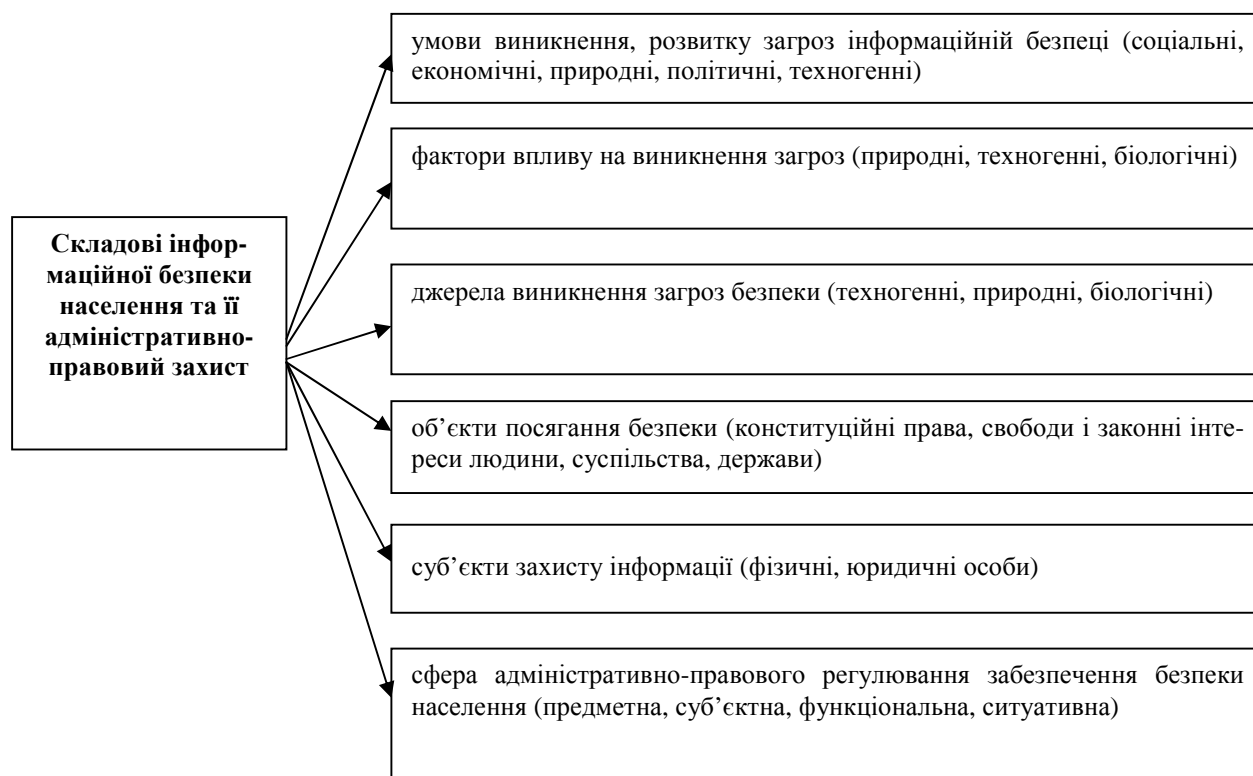 умови виникнення, розвитку загроз інформаційній безпеці (соціальні,
економічні, природні, політичні, техногенні)
фактори впливу на виникнення загроз (природні, техногенні, біологічні)
Складові інфор-
маційної безпеки
населення та її
адміністративно-
правовий захист
джерела виникнення загроз безпеки (техногенні, природні, біологічні)
об’єкти посягання безпеки (конституційні права, свободи і законні інте-
реси людини, суспільства, держави)
суб’єкти захисту інформації (фізичні, юридичні особи)
сфера адміністративно-правового регулювання забезпечення безпеки
населення (предметна, суб’єктна, функціональна, ситуативна)